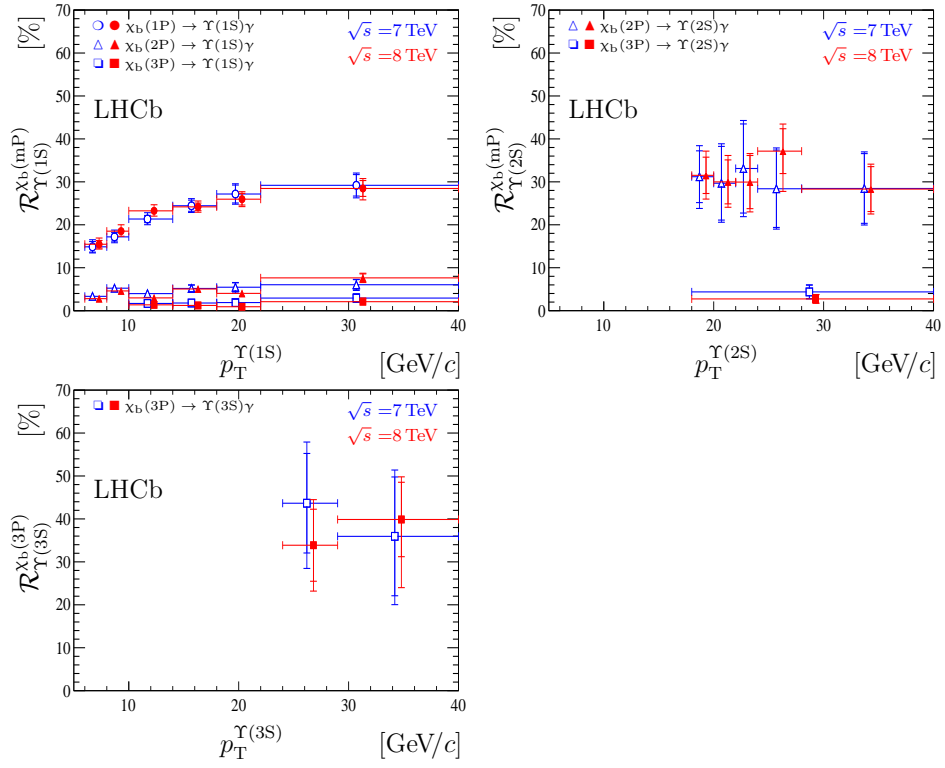 χb(1P) → ϒ(1S)γ
χb(2P) → ϒ(1S)γ
χb(3P) → ϒ(1S)γ
√s =7 TeV
√s =8 TeV
LHCb
R^χb(mP)_ϒ(1S) [%]
70
60
50
40
30
20
10
0
10 20 30 40
p_T^ϒ(1S) [GeV/c]
χb(2P) → ϒ(2S)γ
χb(3P) → ϒ(2S)γ
√s =7 TeV
√s =8 TeV
LHCb
R^χb(mP)_ϒ(2S) [%]
70
60
50
40
30
20
10
0
10 20 30 40
p_T^ϒ(2S) [GeV/c]
χb(3P) → ϒ(3S)γ
√s =7 TeV
√s =8 TeV
LHCb
R^χb(3P)_ϒ(3S) [%]
70
60
50
40
30
20
10
0
10 20 30 40
p_T^ϒ(3S) [GeV/c]